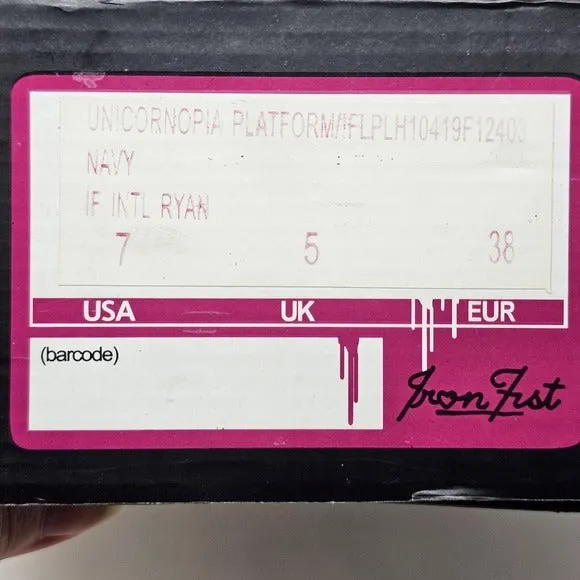 UNICORNOPIA PLATFORM/IFLPLH10419F12403
NAVY
IF INTL RYAN
7 5 38
USA UK EUR
(barcode)
Iron Fist